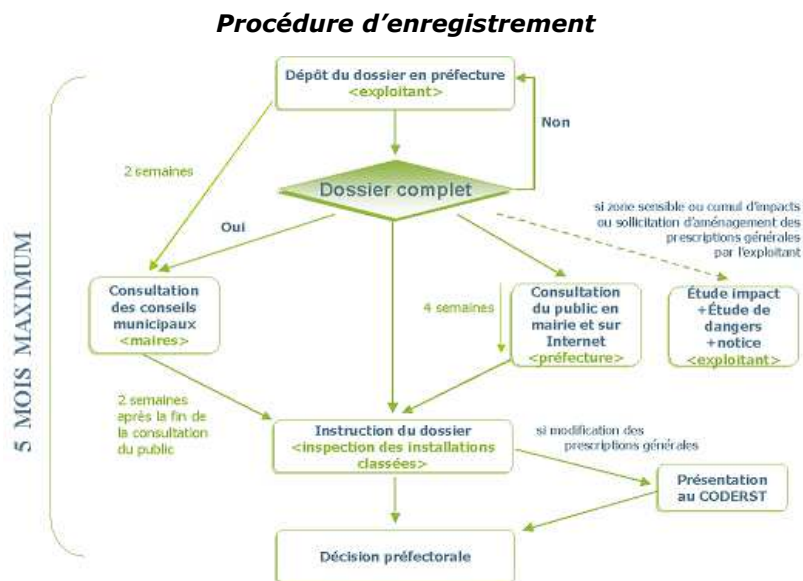 Procédure d’enregistrement
Dépôt du dossier en préfecture
<exploitant>
Non
2 semaines
Dossier complet
si zone sensible ou cumul d'impacts
ou sollicitation d'aménagement des
prescriptions générales
par l'exploitant
Oui
Consultation
des conseils
municipaux
<maires>
4 semaines
Consultation
du public en
mairie et sur
Internet
<préfecture>
Étude impact
+Étude de
dangers
+notice
<exploitant>
5 MOIS MAXIMUM
2 semaines
après la fin de
la consultation
du public
Instruction du dossier
<inspection des installations
classées>
si modification des
prescriptions générales
Présentation
au CODERST
Décision préfectorale